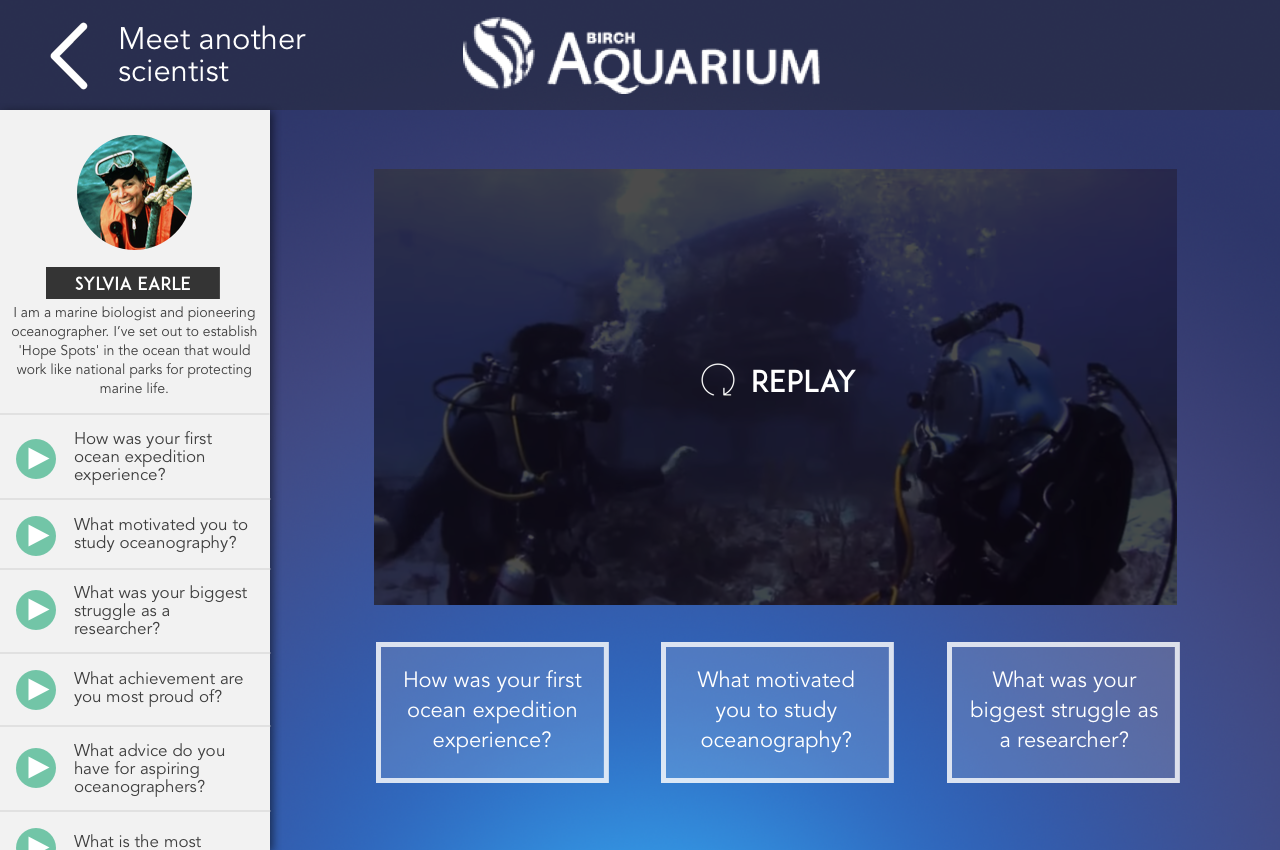 Meet another
scientist
BIRCH
AQUARIUM
SYLVIA EARLE
I am a marine biologist and pioneering
oceanographer. I’ve set out to establish
'Hope Spots' in the ocean that would
work like national parks for protecting
marine life.
How was your first
ocean expedition
experience?
What motivated you to
study oceanography?
What was your biggest
struggle as a
researcher?
What achievement are
you most proud of?
What advice do you
have for aspiring
oceanographers?
What is the most
REPLAY
How was your first
ocean expedition
experience?
What motivated
you to study
oceanography?
What was your
biggest struggle as
a researcher?